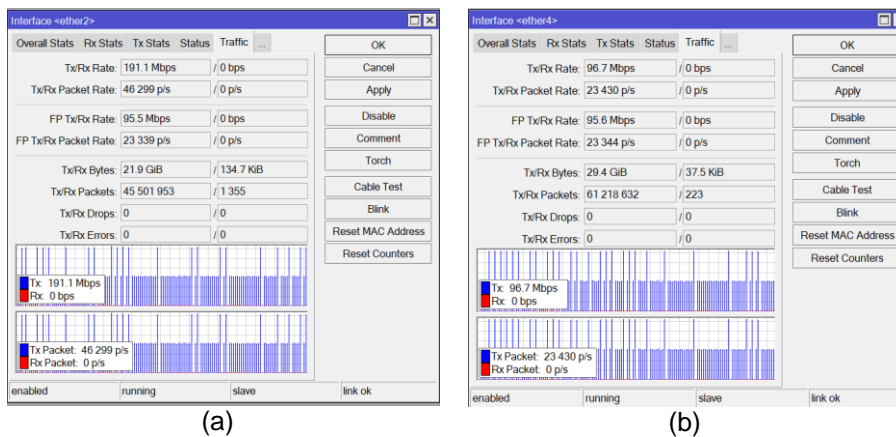 Interface <ether2>
Overall Stats Rx Stats Tx Stats Status Traffic ...
Tx/Rx Rate: 191.1 Mbps / 0 bps
Tx/Rx Packet Rate: 46 299 p/s / 0 p/s
FP Tx/Rx Rate: 95.5 Mbps / 0 bps
FP Tx/Rx Packet Rate: 23 339 p/s / 0 p/s
Tx/Rx Bytes: 21.9 GiB / 134.7 KiB
Tx/Rx Packets: 45 501 953 / 1 355
Tx/Rx Drops: 0 / 0
Tx/Rx Errors: 0 / 0
Tx: 191.1 Mbps
Rx: 0 bps
Tx Packet: 46 299 p/s
Rx Packet: 0 p/s
OK
Cancel
Apply
Disable
Comment
Torch
Cable Test
Blink
Reset MAC Address
Reset Counters
enabled running slave link ok
(a)
Interface <ether4>
Overall Stats Rx Stats Tx Stats Status Traffic ...
Tx/Rx Rate: 96.7 Mbps / 0 bps
Tx/Rx Packet Rate: 23 430 p/s / 0 p/s
FP Tx/Rx Rate: 95.6 Mbps / 0 bps
FP Tx/Rx Packet Rate: 23 344 p/s / 0 p/s
Tx/Rx Bytes: 29.4 GiB / 37.5 KiB
Tx/Rx Packets: 61 218 632 / 223
Tx/Rx Drops: 0 / 0
Tx/Rx Errors: 0 / 0
Tx: 96.7 Mbps
Rx: 0 bps
Tx Packet: 23 430 p/s
Rx Packet: 0 p/s
OK
Cancel
Apply
Disable
Comment
Torch
Cable Test
Blink
Reset MAC Address
Reset Counters
enabled running slave link ok
(b)